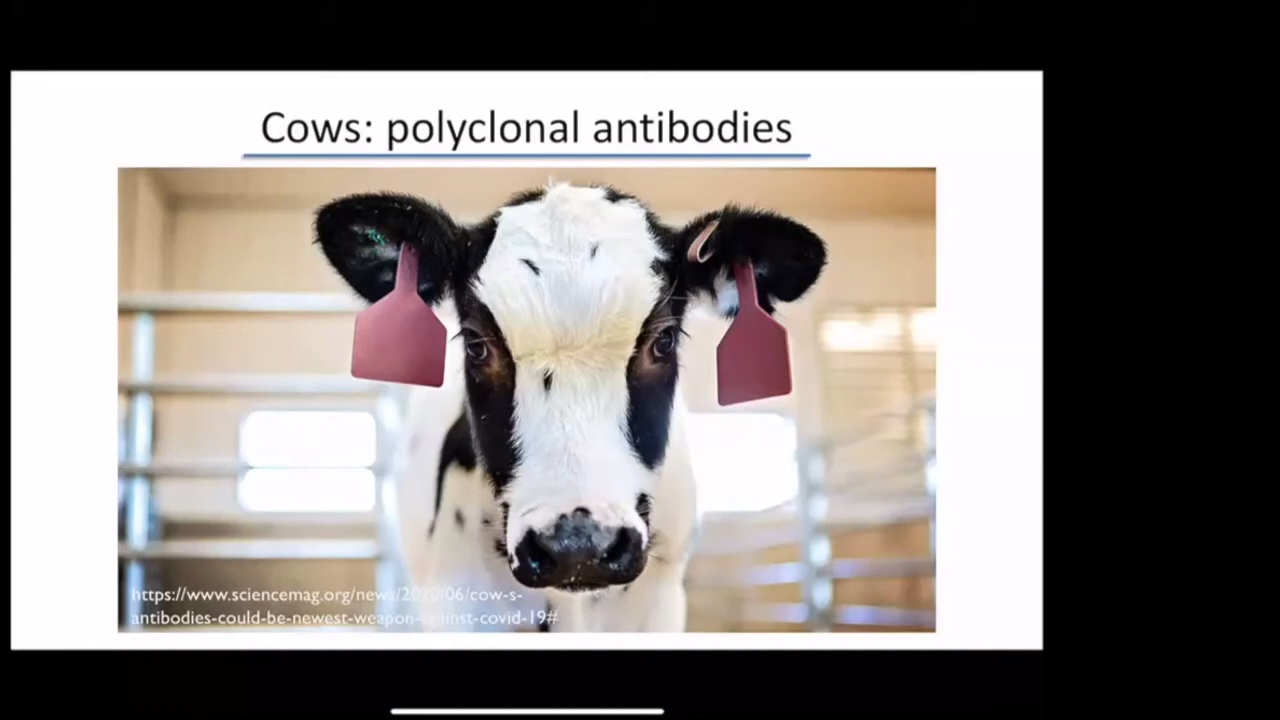 Cows: polyclonal antibodies
https://www.sciencemag.org/news/2020/06/cow-s-
antibodies-could-be-newest-weapon-against-covid-19#